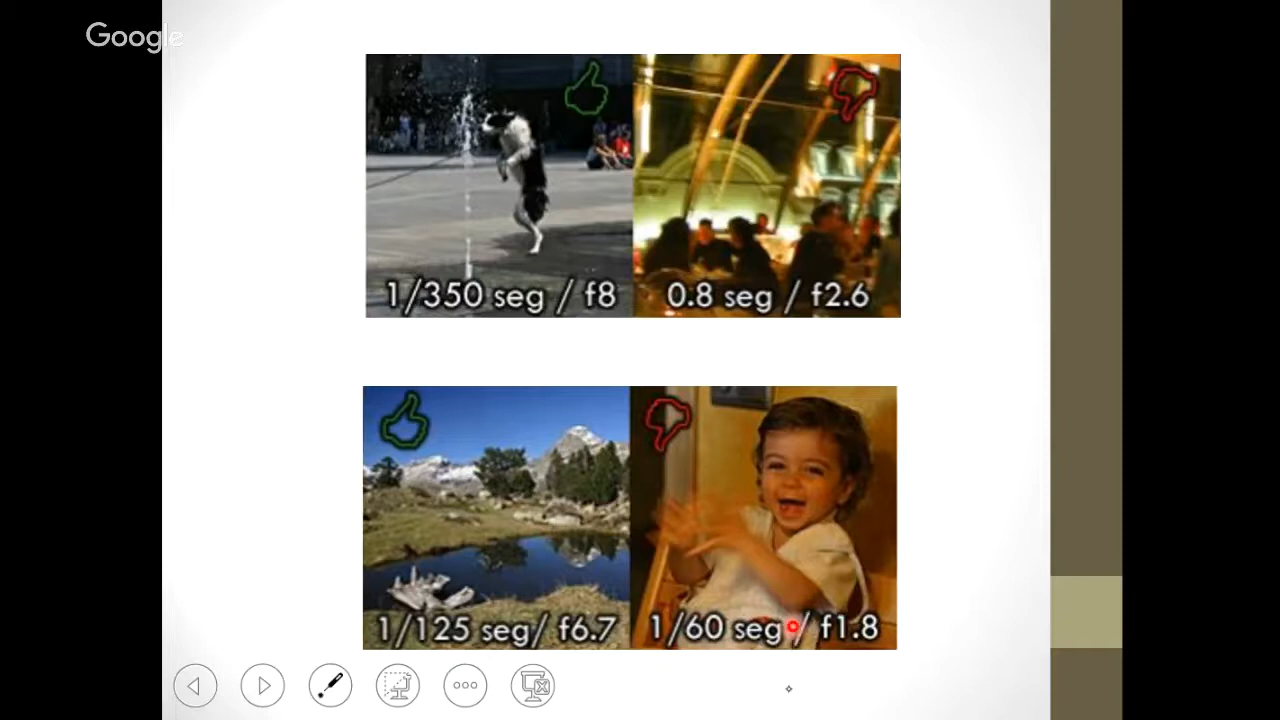 Google
1/350 seg / f8
0.8 seg / f2.6
1/125 seg/ f6.7
1/60 seg / f1.8